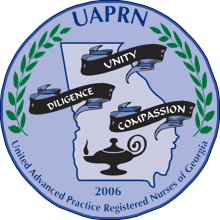 UAPRN
UNITY
DILIGENCE
COMPASSION
2006
United Advanced Practice Registered Nurses of Georgia